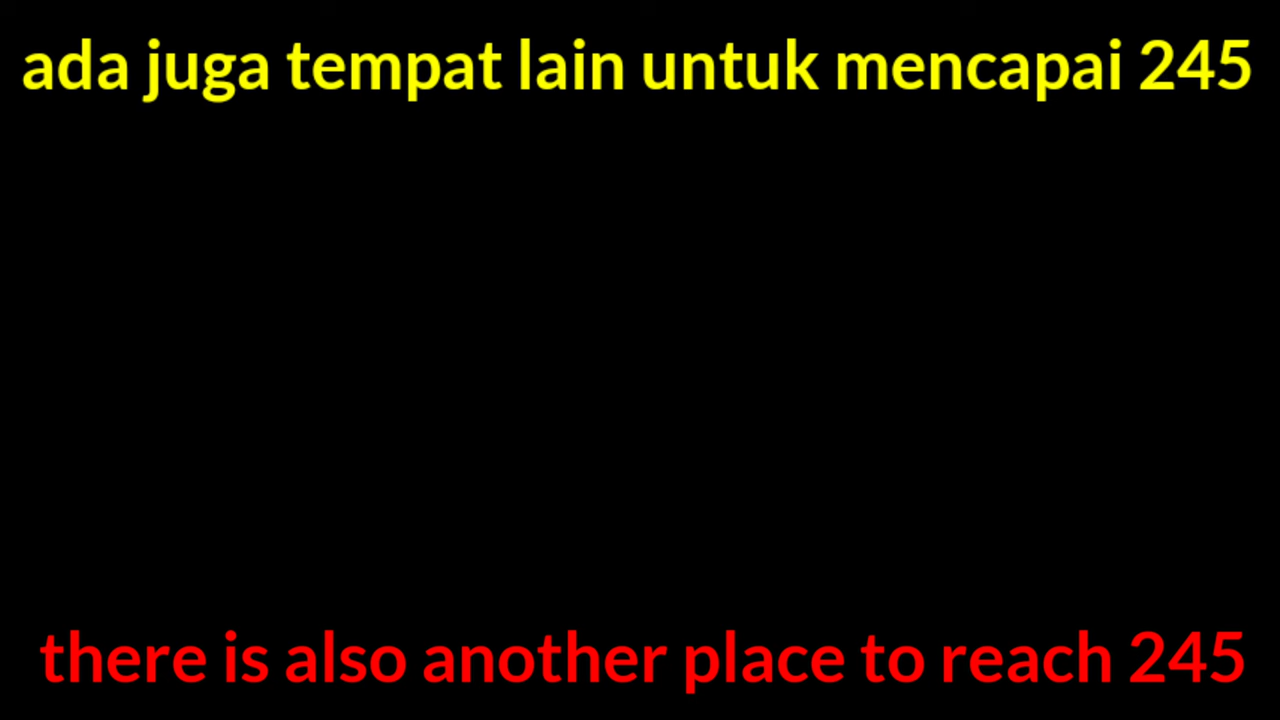 ada juga tempat lain untuk mencapai 245
there is also another place to reach 245